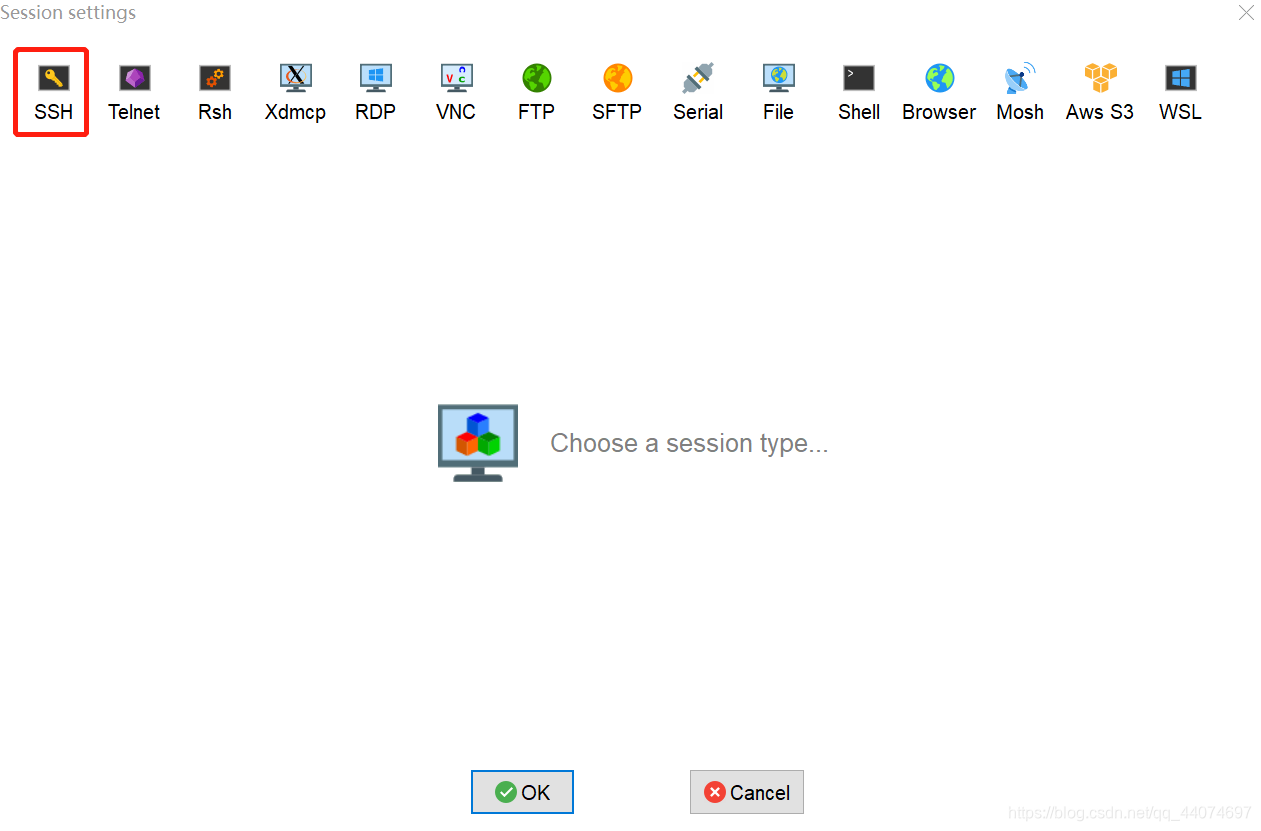 Session settings
SSH Telnet Rsh Xdmcp RDP VNC FTP SFTP Serial File Shell Browser Mosh Aws S3 WSL
Choose a session type...
OK Cancel
https://blog.csdn.net/qq_44074697